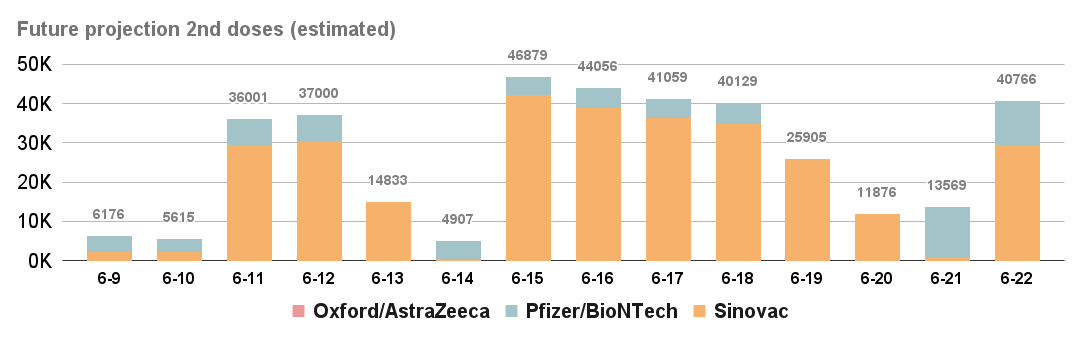 Future projection 2nd doses (estimated)
50K
40K
30K
20K
10K
0K
6176
5615
36001
37000
14833
4907
46879
44056
41059
40129
25905
11876
13569
40766
6-9
6-10
6-11
6-12
6-13
6-14
6-15
6-16
6-17
6-18
6-19
6-20
6-21
6-22
Oxford/AstraZeeca
Pfizer/BioNTech
Sinovac